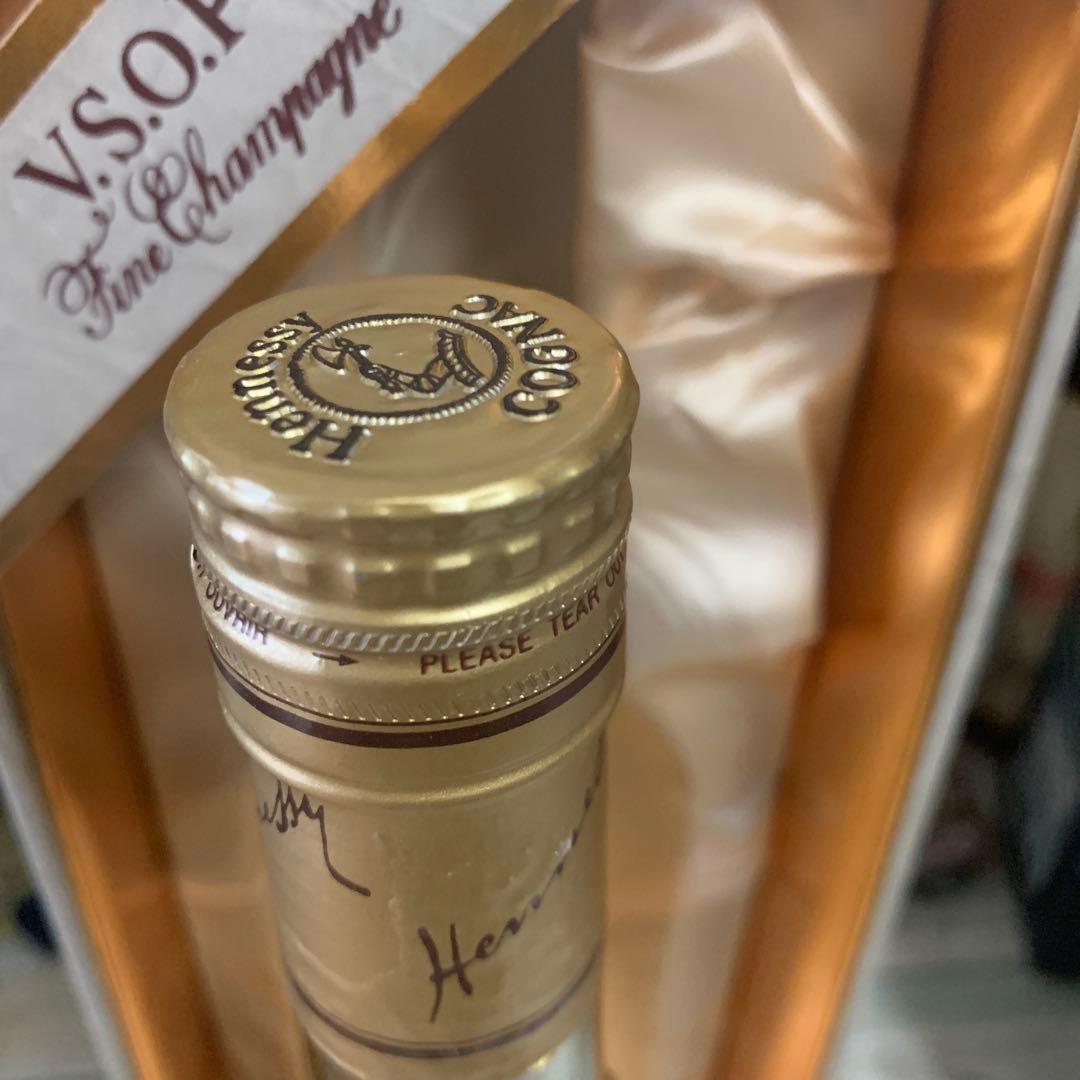 V.S.O.P
Fine Champagne
Hennessy
COGNAC
OUVRIR → PLEASE TEAR
Hennessy